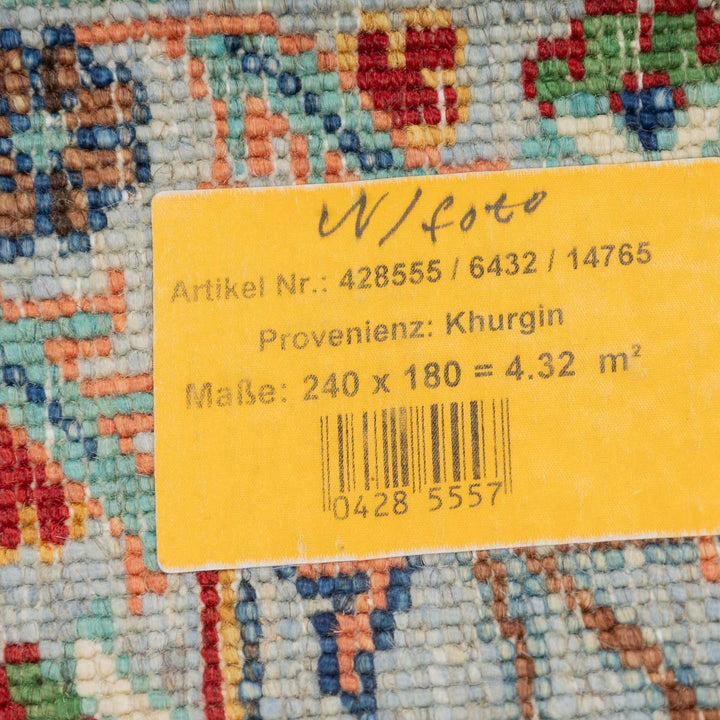 N/foto
Artikel Nr.: 428555 / 6432 / 14765
Provenienz: Khurgin
Maße: 240 x 180 = 4.32 m²
0428 5557